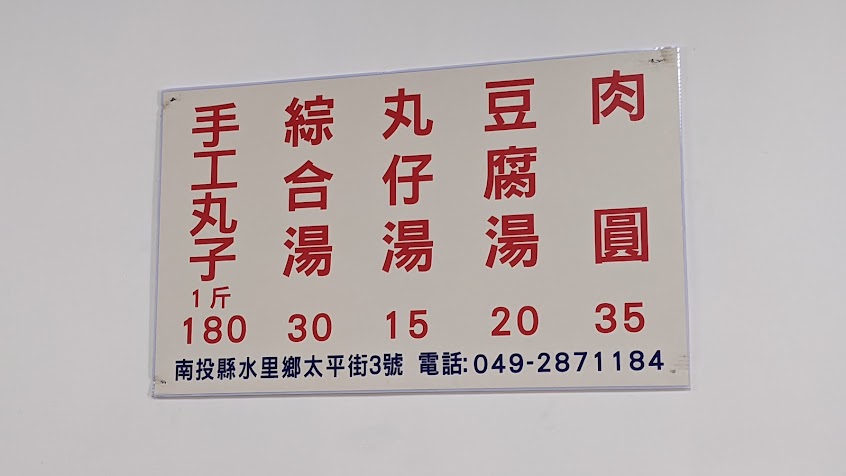 肉圓
35
豆腐湯
20
丸仔湯
15
綜合湯
30
手工丸子
1斤
180
南投縣水里鄉太平街3號 電話:049-2871184